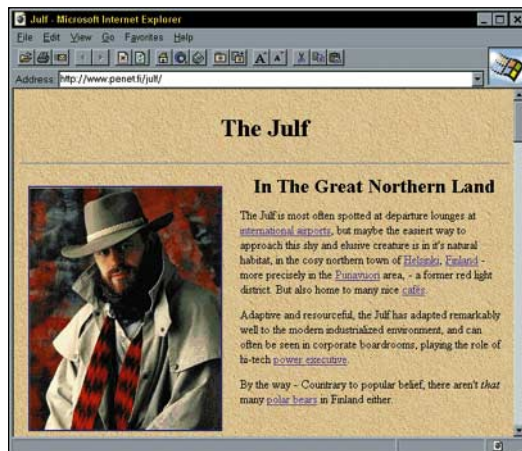 Julf - Microsoft Internet Explorer
File Edit View Go Favorites Help
Address http://www.penet.fi/julf/
The Julf
In The Great Northern Land
The Julf is most often spotted at departure lounges at
international airports, but maybe the easiest way to
approach this shy and elusive creature is in it's natural
habitat, in the cosy northern town of Helsinki, Finland -
more precisely in the Punavuori area, - a former red light
district. But also home to many nice cafés.
Adaptive and resourceful, the Julf has adapted remarkably
well to the modern industrialized environment, and can
often be seen in corporate boardrooms, playing the role of
hi-tech power executive.
By the way - Countrary to popular belief, there aren't that
many polar bears in Finland either.